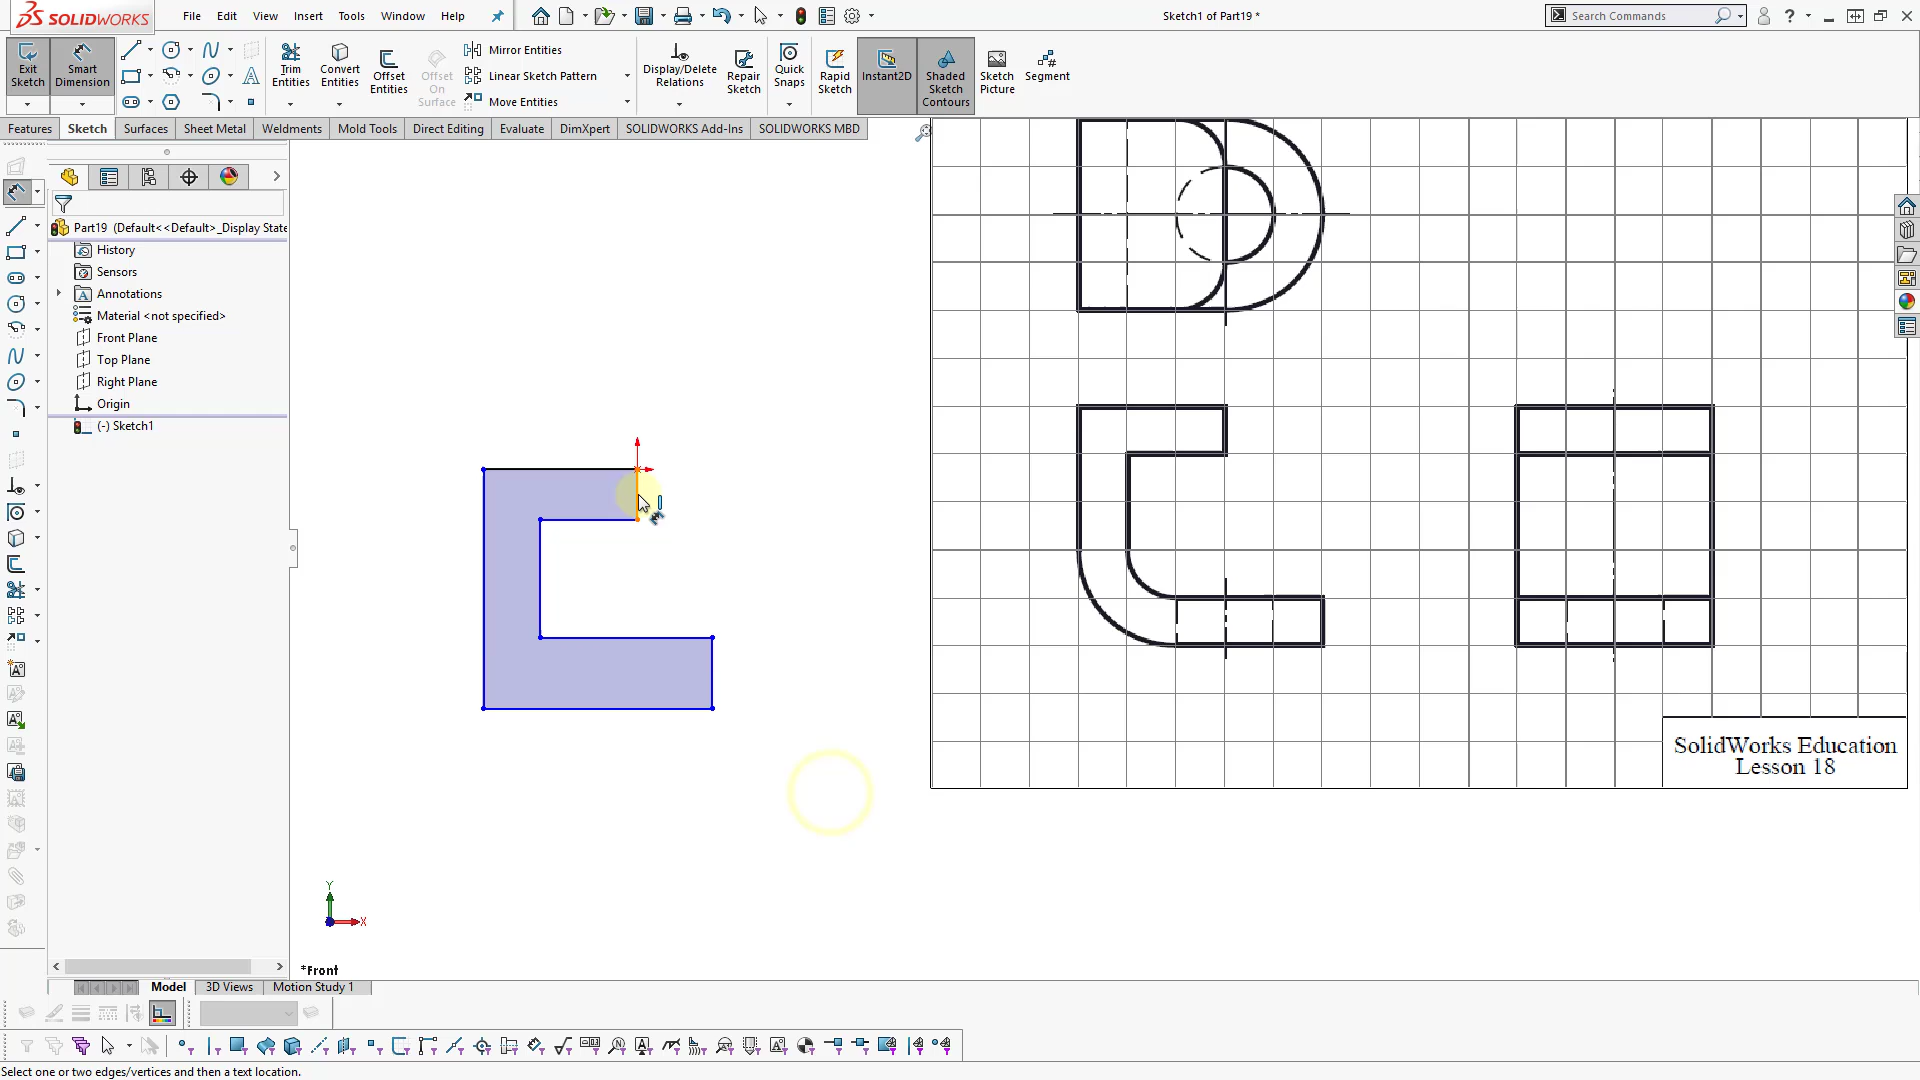 SOLIDWORKS
File
Edit
View
Insert
Tools
Window
Help
Sketch1 of Part19 *
Search Commands
Exit
Sketch
Smart
Dimension
Trim
Entities
Convert
Entities
Offset
Entities
Offset
On
Surface
Mirror Entities
Linear Sketch Pattern
Move Entities
Display/Delete
Relations
Repair
Sketch
Quick
Snaps
Rapid
Sketch
Instant2D
Shaded
Sketch
Contours
Sketch
Picture
Segment
Features
Sketch
Surfaces
Sheet Metal
Weldments
Mold Tools
Direct Editing
Evaluate
DimXpert
SOLIDWORKS Add-Ins
SOLIDWORKS MBD
Part19 (Default<<Default>_Display State
History
Sensors
Annotations
Material <not specified>
Front Plane
Top Plane
Right Plane
Origin
(-) Sketch1
SolidWorks Education
Lesson 18
Y
X
*Front
Model
3D Views
Motion Study 1
Select one or two edges/vertices and then a text location.